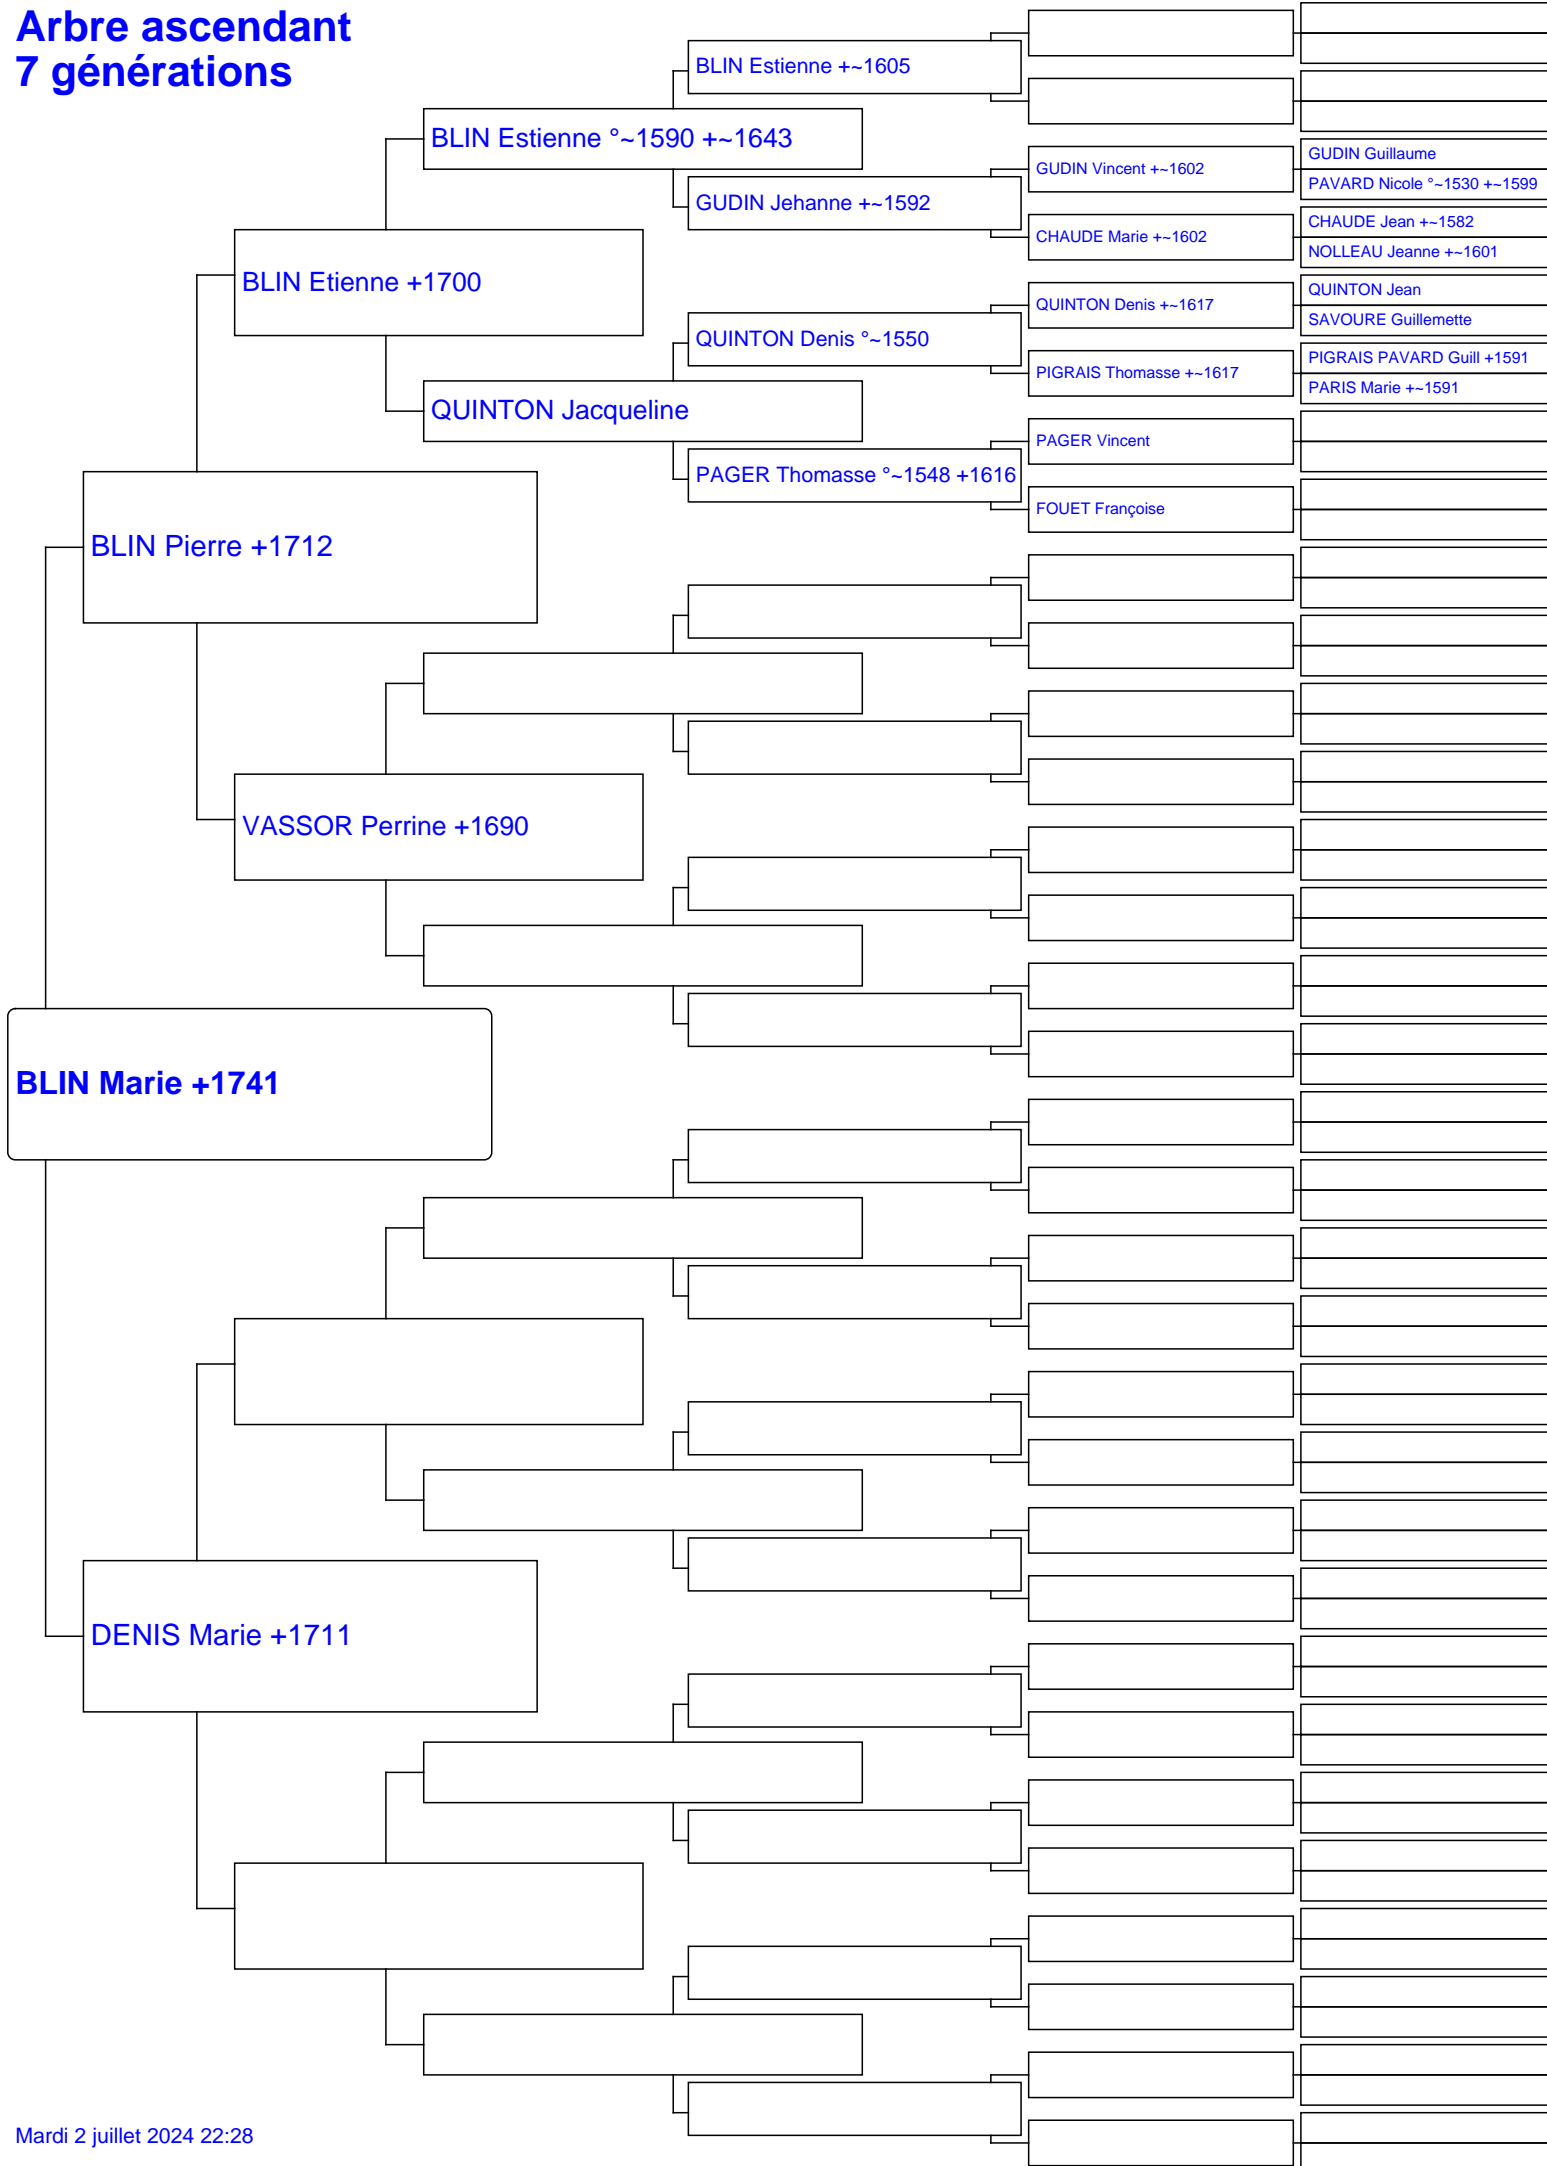 Arbre ascendant
7 générations
BLIN Estienne +~1605
BLIN Estienne °~1590 +~1643
GUDIN Guillaume
GUDIN Vincent +~1602
PAVARD Nicole °~1530 +~1599
GUDIN Jehanne +~1592
CHAUDE Jean +~1582
CHAUDE Marie +~1602
NOLLEAU Jeanne +~1601
BLIN Etienne +1700
QUINTON Jean
QUINTON Denis +~1617
SAVOURE Guillemette
QUINTON Denis °~1550
PIGRAIS PAVARD Guill +1591
PIGRAIS Thomasse +~1617
PARIS Marie +~1591
QUINTON Jacqueline
PAGER Vincent
PAGER Thomasse °~1548 +1616
FOUET Françoise
BLIN Pierre +1712
VASSOR Perrine +1690
BLIN Marie +1741
DENIS Marie +1711
Mardi 2 juillet 2024 22:28